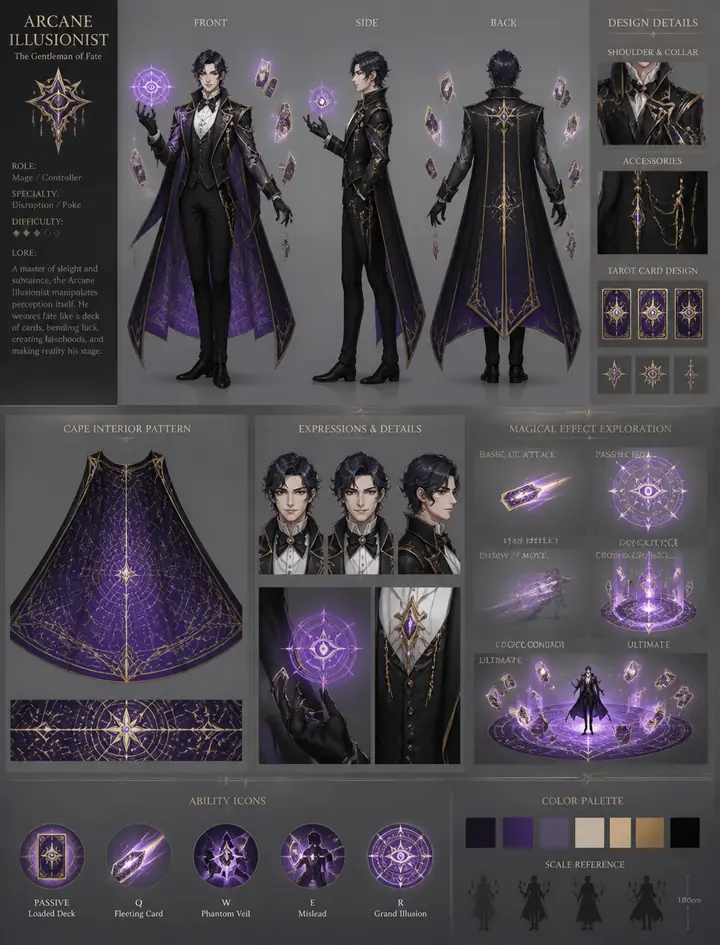 ARCANE
ILLUSIONIST
The Gentleman of Fate
ROLE:
Mage / Controller
SPECIALTY:
Disruption / Poke
DIFFICULTY:
LORE:
A master of sleight and
substance, the Arcane
Illusionist manipulates
perception itself. He
weaves fate like a deck
of cards, bending luck,
creating falsehoods, and
making reality his stage.
FRONT
SIDE
BACK
DESIGN DETAILS
SHOULDER & COLLAR
ACCESSORIES
TAROT CARD DESIGN
CAPE INTERIOR PATTERN
EXPRESSIONS & DETAILS
MAGICAL EFFECT EXPLORATION
ATTACK
MOVE
ULTIMATE
ULTIMATE
ABILITY ICONS
PASSIVE
Loaded Deck
Q
Fleeting Card
W
Phantom Veil
E
Mislead
R
Grand Illusion
COLOR PALETTE
SCALE REFERENCE
180cm